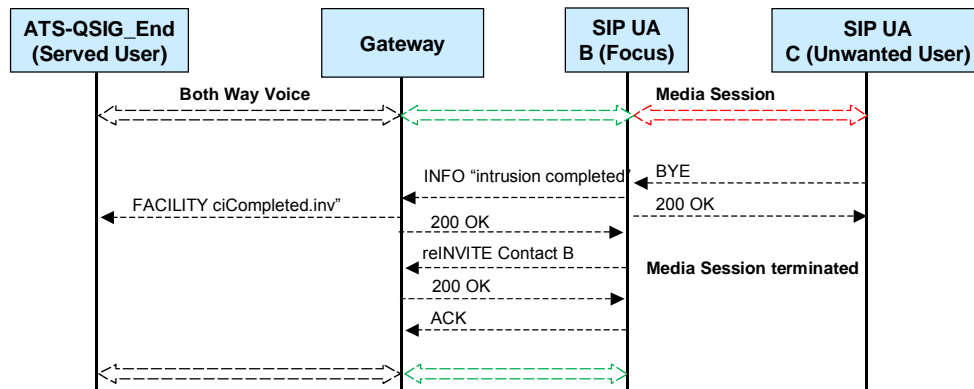 ATS-QSIG_End
(Served User)
Gateway
SIP UA
B (Focus)
SIP UA
C (Unwanted User)
Both Way Voice
Media Session
INFO “intrusion completed”
BYE
FACILITY ciCompleted.inv”
200 OK
200 OK
reINVITE Contact B
Media Session terminated
200 OK
ACK